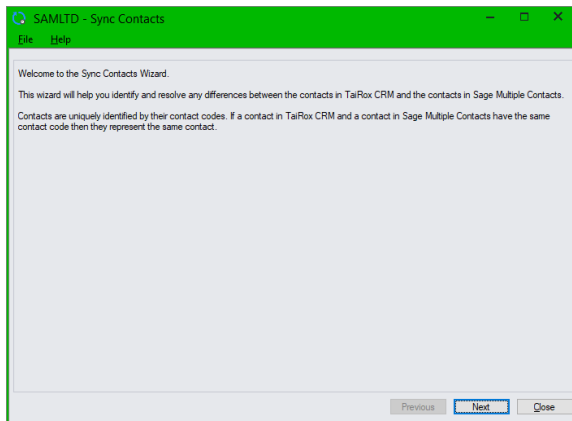 SAMLTD - Sync Contacts
File Help
Welcome to the Sync Contacts Wizard.
This wizard will help you identify and resolve any differences between the contacts in TaiRox CRM and the contacts in Sage Multiple Contacts.
Contacts are uniquely identified by their contact codes. If a contact in TaiRox CRM and a contact in Sage Multiple Contacts have the same
contact code then they represent the same contact.
Previous Next Close